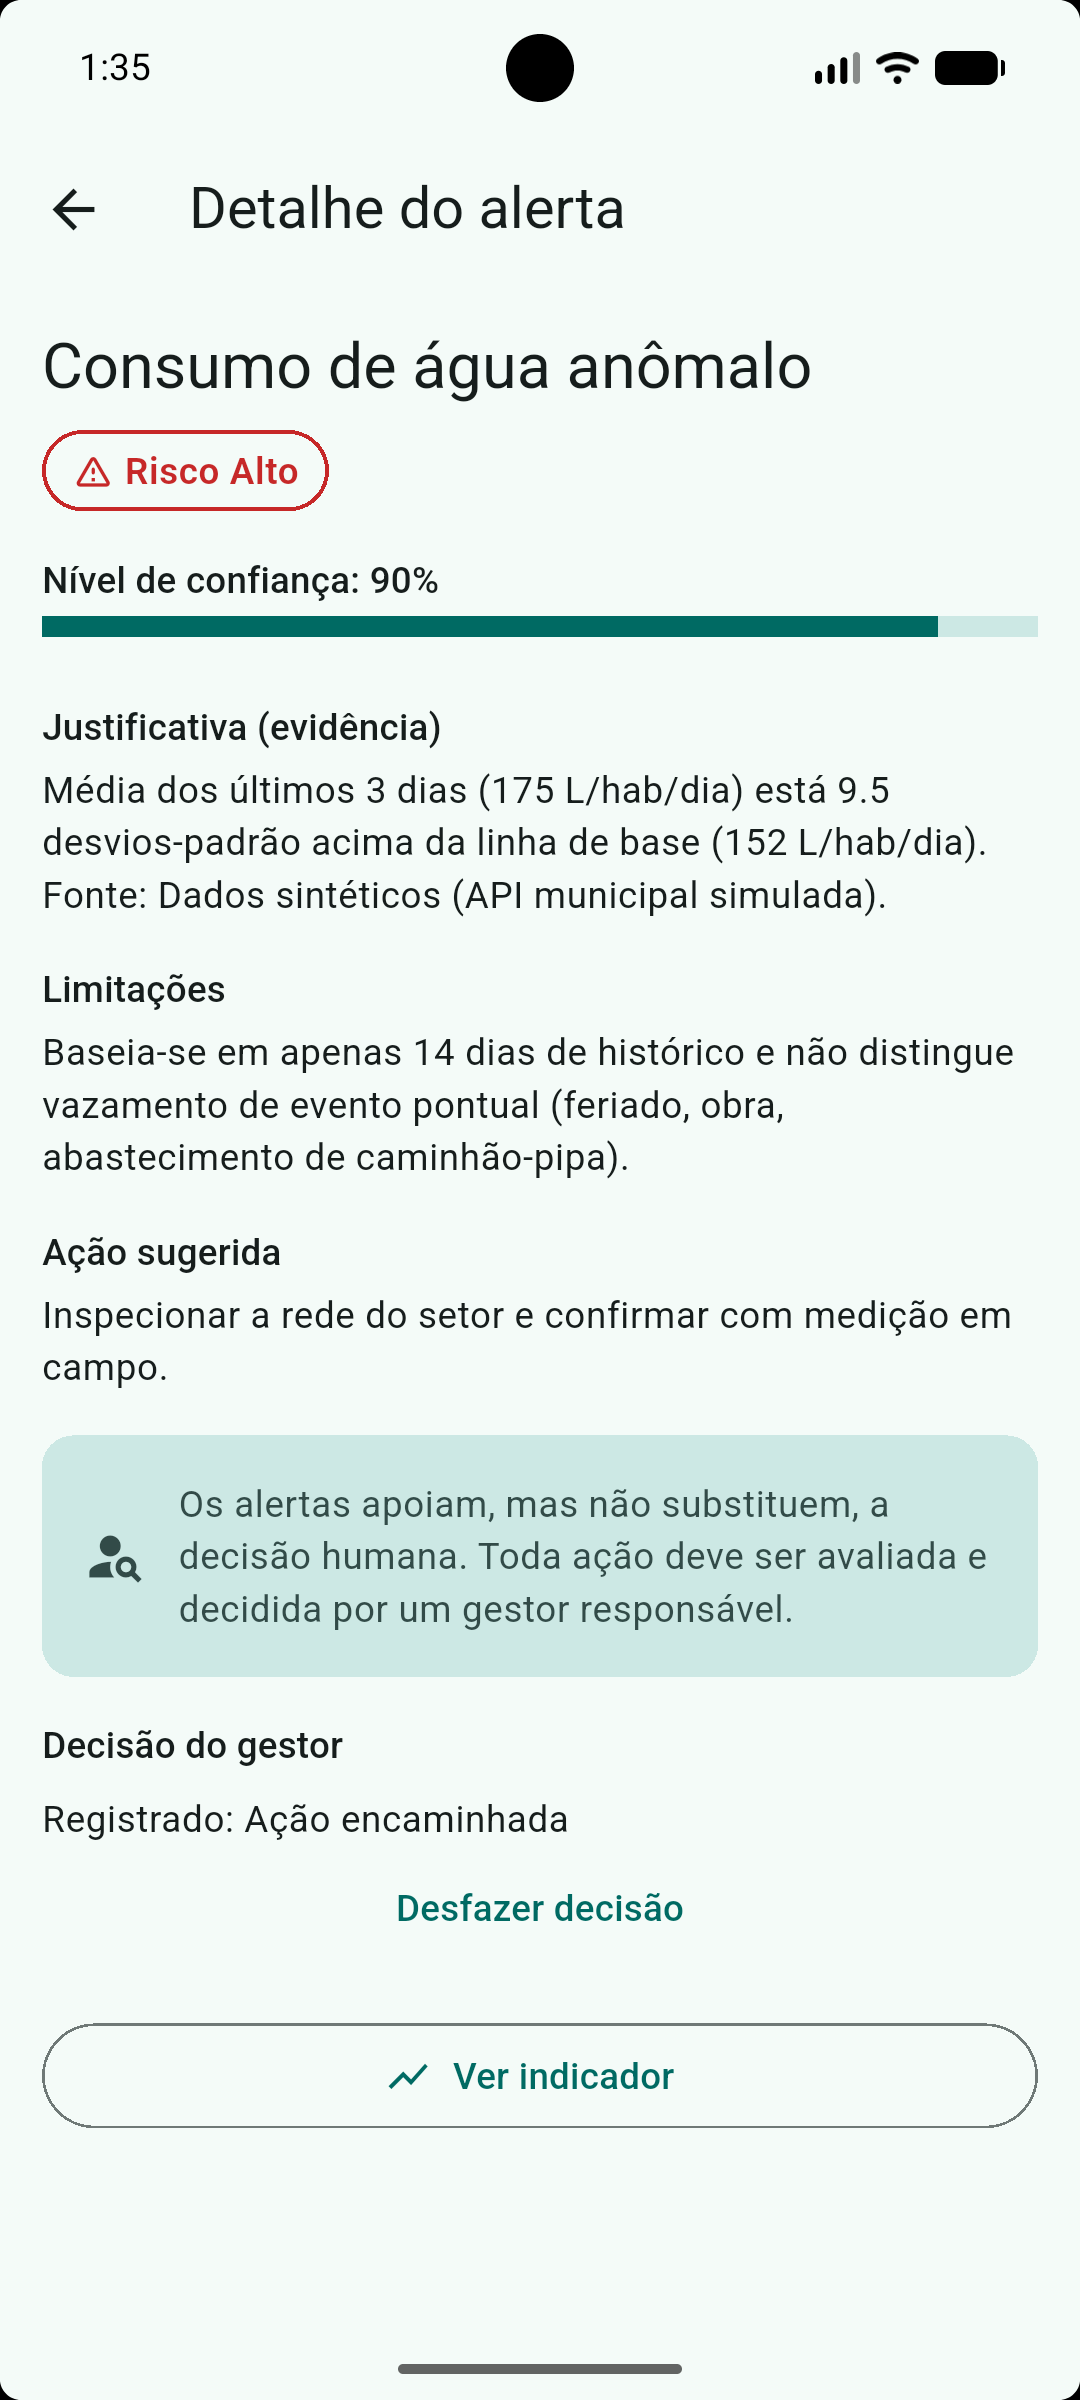 1:35
Detalhe do alerta
Consumo de água anômalo
Risco Alto
Nível de confiança: 90%
Justificativa (evidência)
Média dos últimos 3 dias (175 L/hab/dia) está 9.5
desvios-padrão acima da linha de base (152 L/hab/dia).
Fonte: Dados sintéticos (API municipal simulada).
Limitações
Baseia-se em apenas 14 dias de histórico e não distingue
vazamento de evento pontual (feriado, obra,
abastecimento de caminhão-pipa).
Ação sugerida
Inspecionar a rede do setor e confirmar com medição em
campo.
Os alertas apoiam, mas não substituem, a
decisão humana. Toda ação deve ser avaliada e
decidida por um gestor responsável.
Decisão do gestor
Registrado: Ação encaminhada
Desfazer decisão
Ver indicador